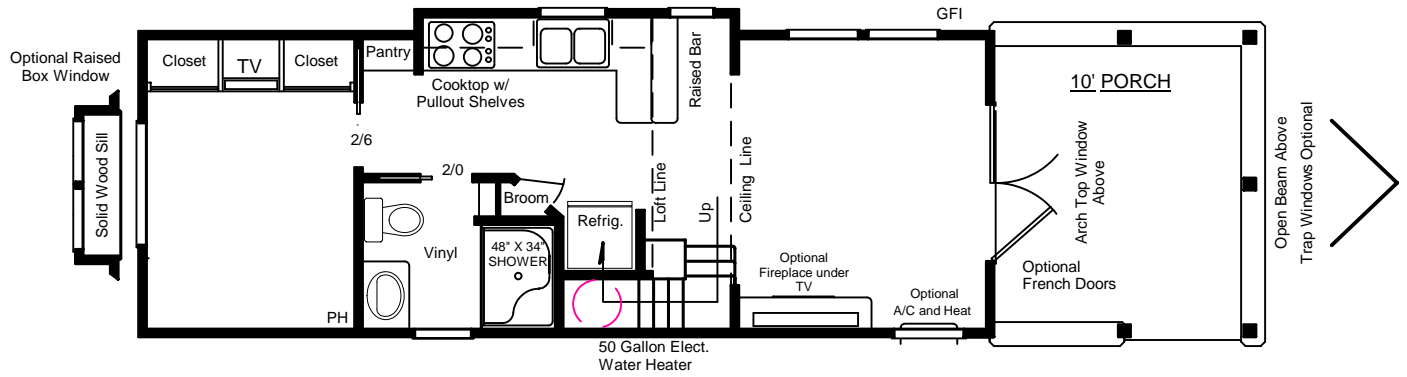 Optional Raised
Box Window
Solid Wood Sill
Closet
TV
Closet
Pantry
Cooktop w/
Pullout Shelves
2/6
2/0
Raised Bar
GFI
10' PORCH
Broom
Refrig.
Loft Line
Up
Ceiling Line
Vinyl
48" X 34"
SHOWER
PH
50 Gallon Elect.
Water Heater
Optional
Fireplace under
TV
Optional
A/C and Heat
Arch Top Window
Above
Optional
French Doors
Open Beam Above
Trap Windows Optional